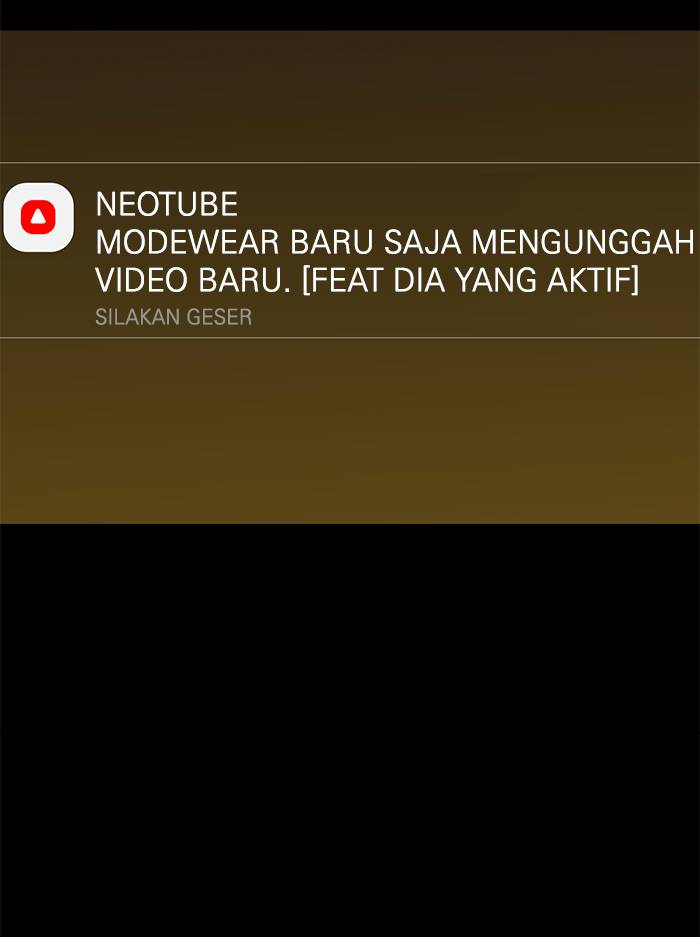 NEOTUBE
MODEWEAR BARU SAJA MENGUNGGAH
VIDEO BARU. [FEAT DIA YANG AKTIF]
SILAKAN GESER